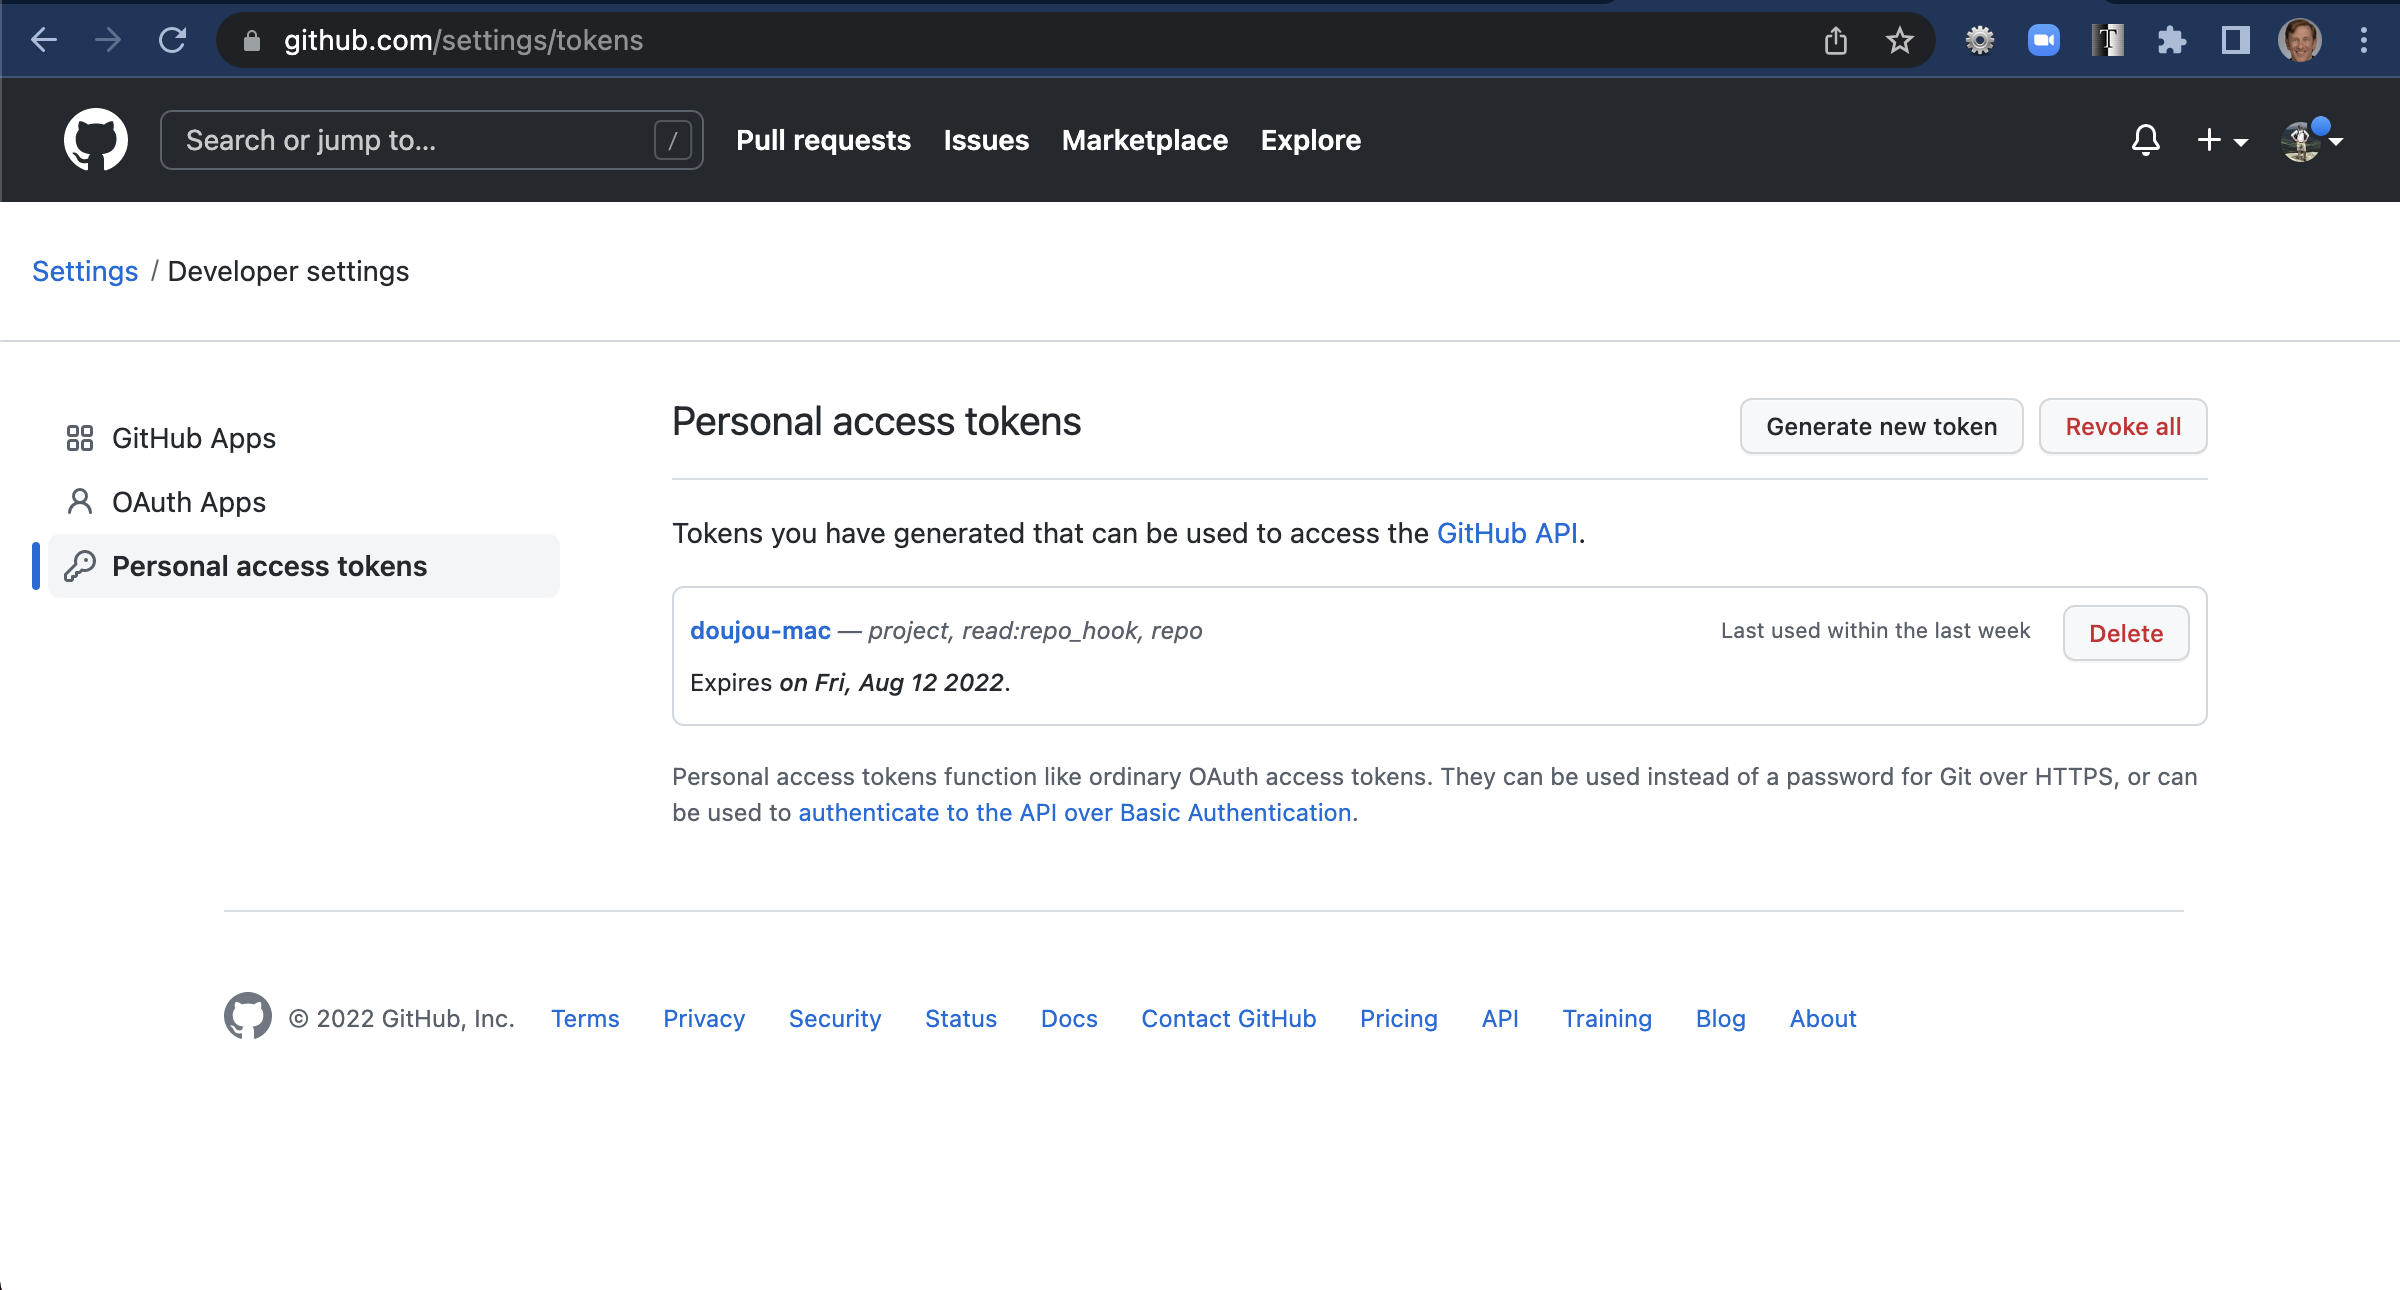 github.com/settings/tokens
T
Search or jump to...
/
Pull requests
Issues
Marketplace
Explore
Settings / Developer settings
GitHub Apps
OAuth Apps
Personal access tokens
Personal access tokens
Generate new token
Revoke all
Tokens you have generated that can be used to access the GitHub API.
doujou-mac — project, read:repo_hook, repo
Last used within the last week
Delete
Expires on Fri, Aug 12 2022.
Personal access tokens function like ordinary OAuth access tokens. They can be used instead of a password for Git over HTTPS, or can
be used to authenticate to the API over Basic Authentication.
© 2022 GitHub, Inc.
Terms
Privacy
Security
Status
Docs
Contact GitHub
Pricing
API
Training
Blog
About